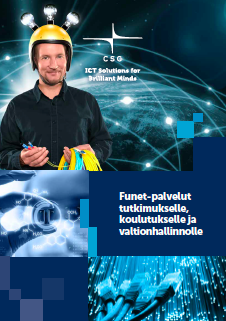 CSC
ICT Solutions for
Brilliant Minds
Funet-palvelut
tutkimukselle,
koulutukselle ja
valtionhallinnolle